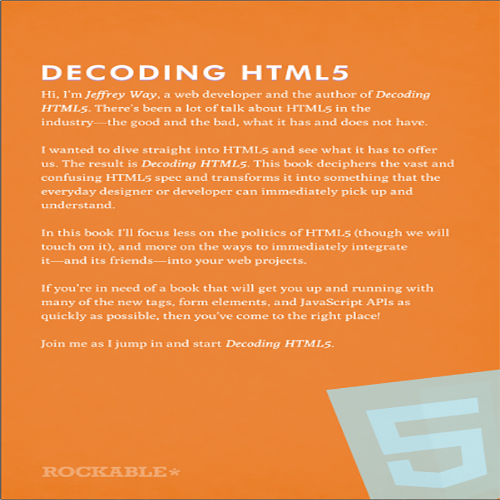 DECODING HTML5
Hi, I'm Jeffrey Way, a web developer and the author of Decoding
HTML5. There's been a lot of talk about HTML5 in the
industry—the good and the bad, what it has and does not have.
I wanted to dive straight into HTML5 and see what it has to offer
us. The result is Decoding HTML5. This book deciphers the vast and
confusing HTML5 spec and transforms it into something that the
everyday designer or developer can immediately pick up and
understand.
In this book I'll focus less on the politics of HTML5 (though we will
touch on it), and more on the ways to immediately integrate
it—and its friends—into your web projects.
If you're in need of a book that will get you up and running with
many of the new tags, form elements, and JavaScript APIs as
quickly as possible, then you've come to the right place!
Join me as I jump in and start Decoding HTML5.
5
ROCKABLE*